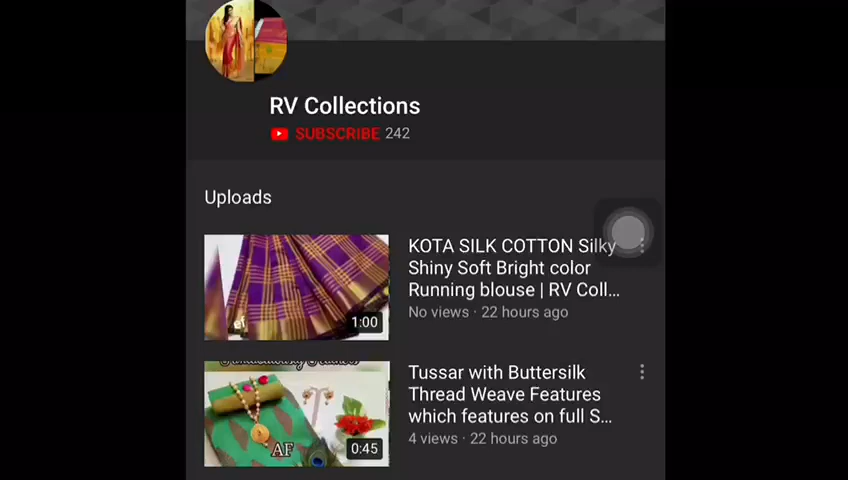 RV Collections
SUBSCRIBE 242
Uploads
KOTA SILK COTTON Silky
Shiny Soft Bright color
Running blouse | RV Coll...
1:00
No views · 22 hours ago
Tussar with Buttersilk
Thread Weave Features
which features on full S...
AF
0:45
4 views · 22 hours ago